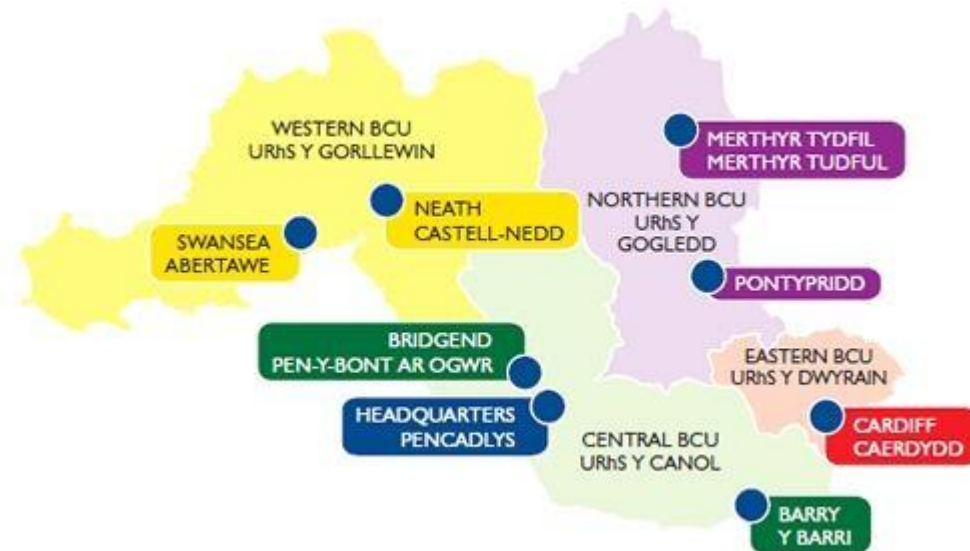 WESTERN BCU
URhS Y GORLLEWIN
MERTHYR TYDFIL
MERTHYR TUDFUL
NEATH
CASTELL-NEDD
NORTHERN BCU
URhS Y
GOGLEDD
SWANSEA
ABERTAWE
PONTYPRIDD
BRIDGEND
PEN-Y-BONT AR OGWR
EASTERN BCU
URhS Y DWYRAIN
HEADQUARTERS
PENCADLYS
CARDIFF
CAERDYDD
CENTRAL BCU
URhS Y CANOL
BARRY
Y BARRI